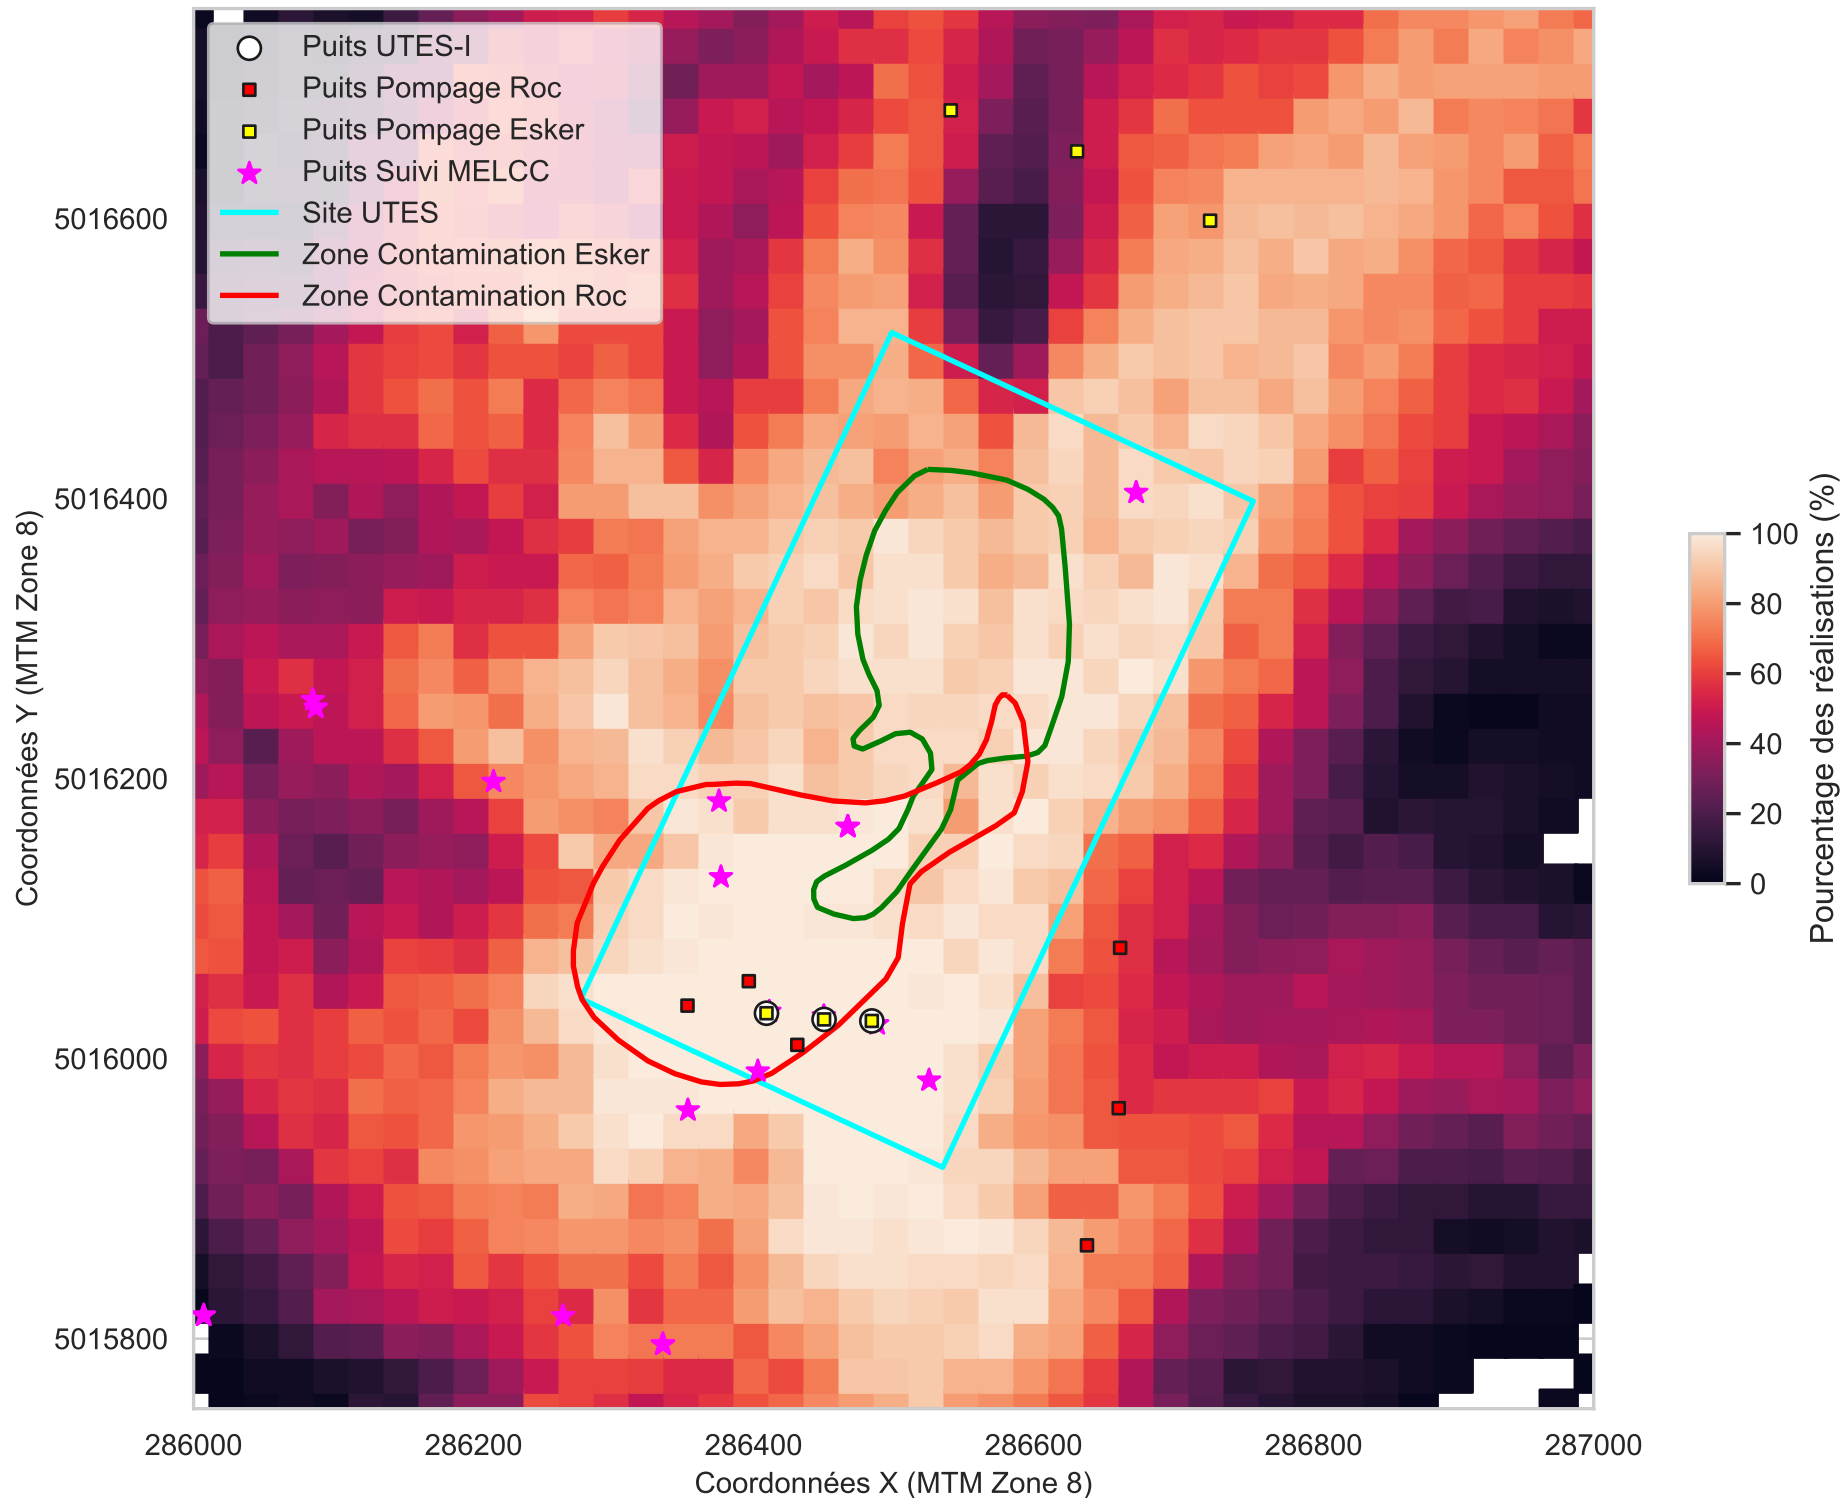 Puits UTES-I
Puits Pompage Roc
Puits Pompage Esker
Puits Suivi MELCC
Site UTES
Zone Contamination Esker
Zone Contamination Roc
5016600
5016400
5016200
5016000
5015800
Coordonnées Y (MTM Zone 8)
286000
286200
286400
286600
286800
287000
Coordonnées X (MTM Zone 8)
100
80
60
40
20
0
Pourcentage des réalisations (%)